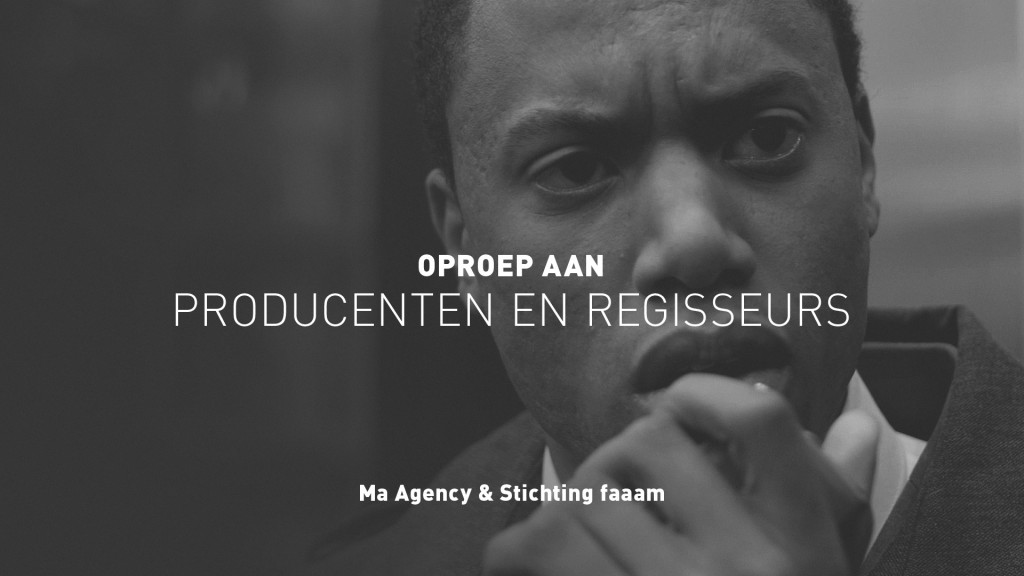 OPROEP AAN
PRODUCENTEN EN REGISSEURS
Ma Agency & Stichting faaam